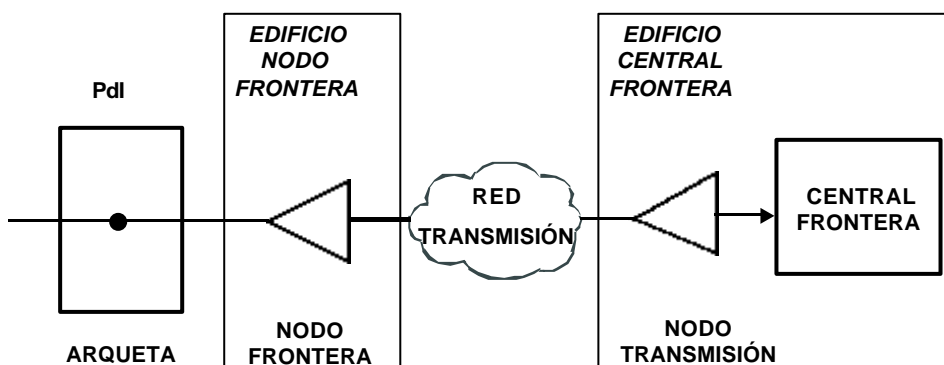 EDIFICIO
NODO
FRONTERA
EDIFICIO
CENTRAL
FRONTERA
PdI
RED
TRANSMISIÓN
CENTRAL
FRONTERA
ARQUETA
NODO
FRONTERA
NODO
TRANSMISIÓN